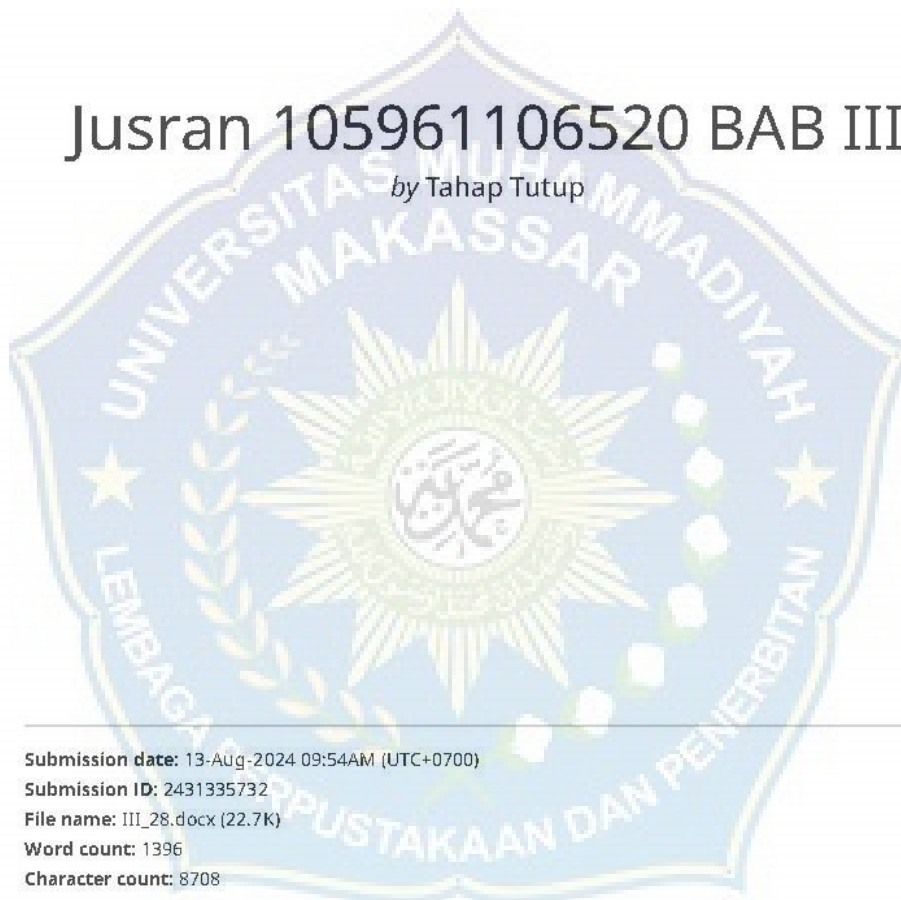 Jusran 105961106520 BAB III
by Tahap Tutup
UNIVERSITAS MUHAMMADIYAH
MAKASSAR
محمد
LEMBAGA PERPUSTAKAAN DAN PENERBITAN
Submission date: 13-Aug-2024 09:54AM (UTC+0700)
Submission ID: 2431335732
File name: III_28.docx (22.7K)
Word count: 1396
Character count: 8708